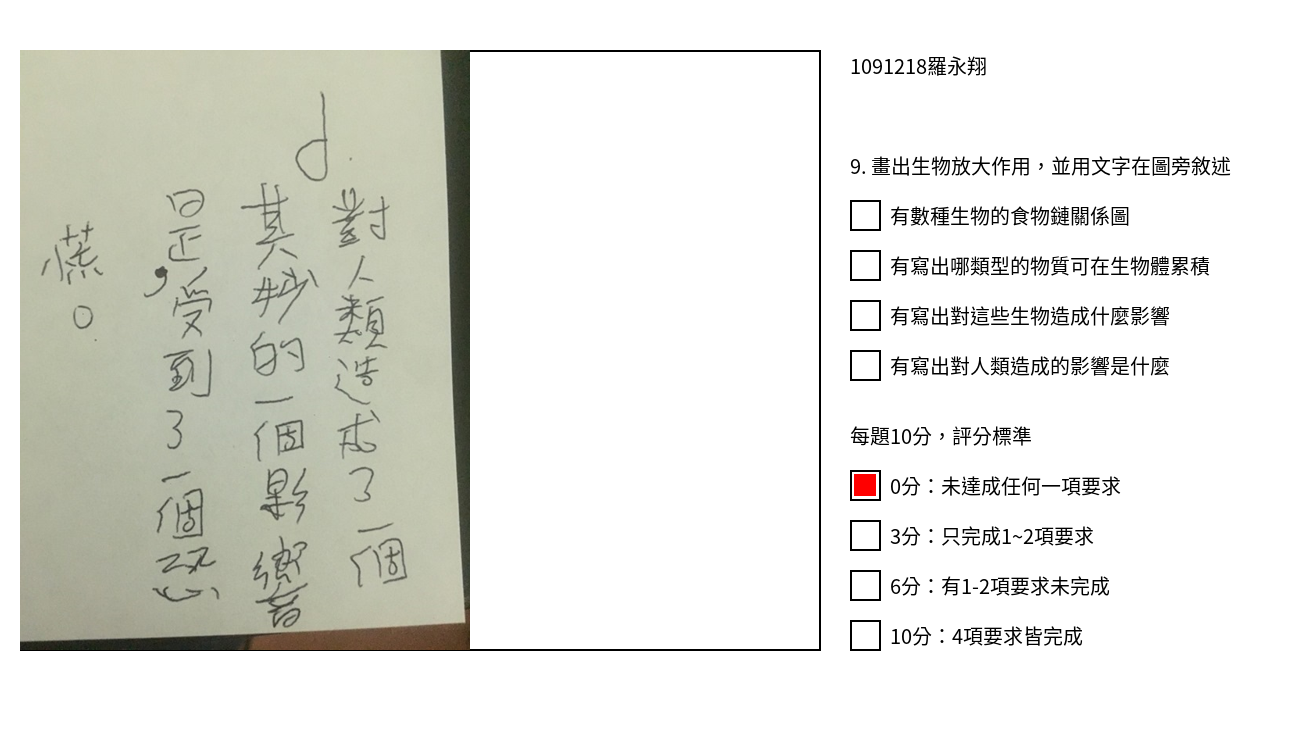 d.
對人類造成了一個
其妙的一個影響
是受到了一個恐
慌。
1091218羅永翔
9. 畫出生物放大作用，並用文字在圖旁敘述
有數種生物的食物鏈關係圖
有寫出哪類型的物質可在生物體累積
有寫出對這些生物造成什麼影響
有寫出對人類造成的影響是什麼
每題10分，評分標準
0分：未達成任何一項要求
3分：只完成1~2項要求
6分：有1-2項要求未完成
10分：4項要求皆完成